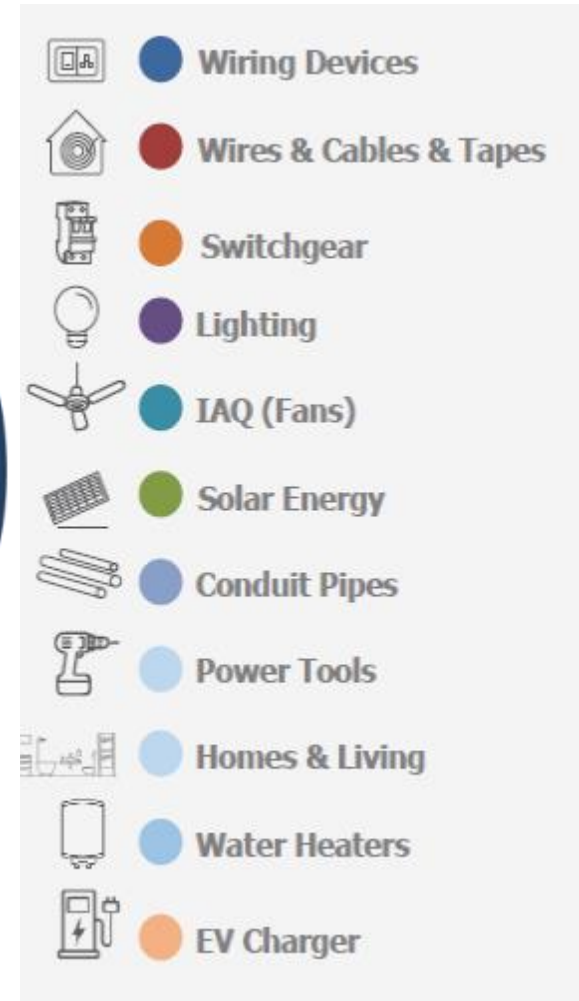 Wiring Devices
Wires & Cables & Tapes
Switchgear
Lighting
IAQ (Fans)
Solar Energy
Conduit Pipes
Power Tools
Homes & Living
Water Heaters
EV Charger